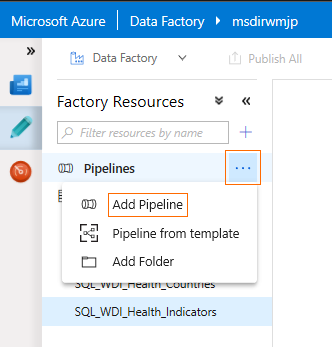 Microsoft Azure Data Factory > msdirwmjp
»
Data Factory Publish All
Factory Resources
Filter resources by name
Pipelines ...
Add Pipeline
Pipeline from template
Add Folder
SQL_WDI_Health_Countries
SQL_WDI_Health_Indicators